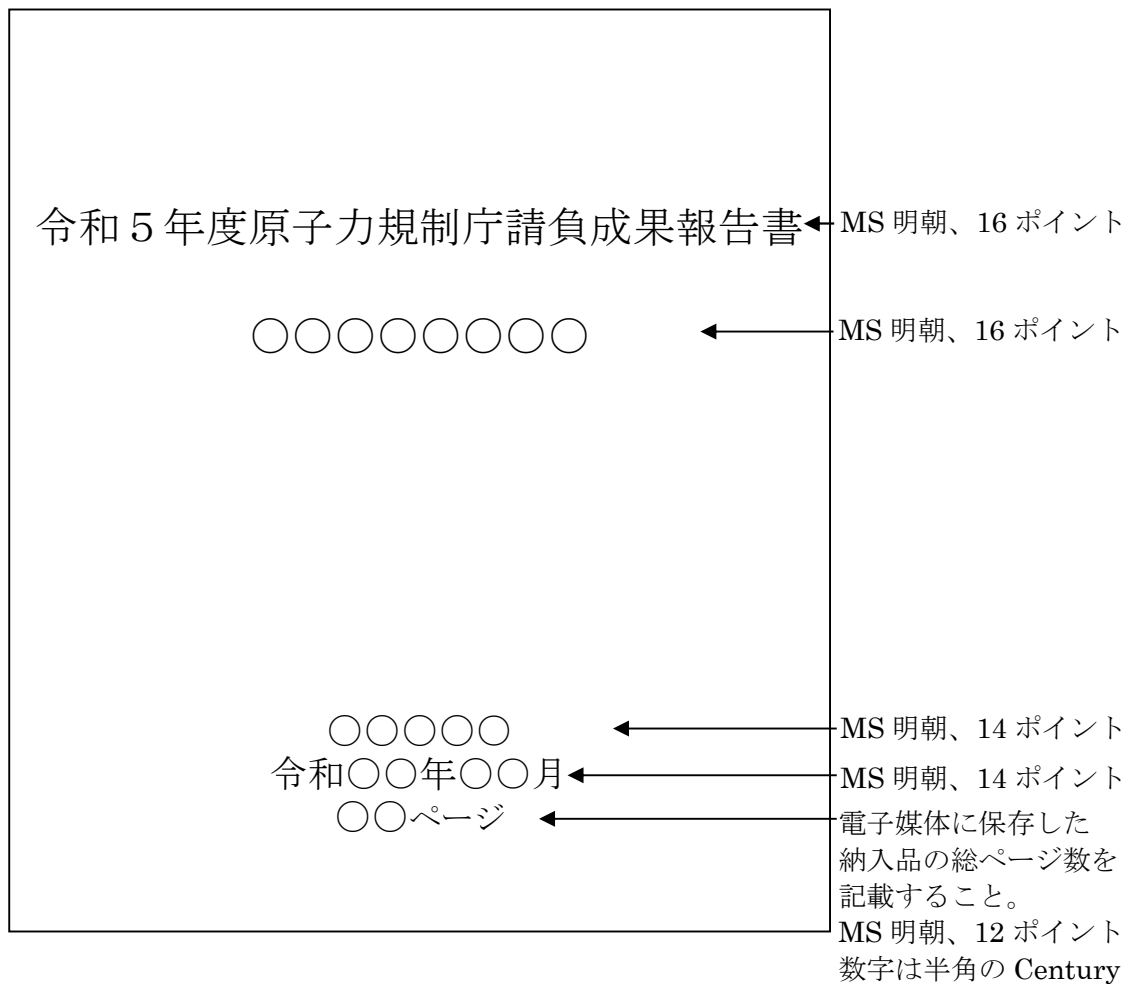 令和５年度原子力規制庁請負成果報告書
MS 明朝、16 ポイント
○○○○○○○○
MS 明朝、16 ポイント
○○○○○
MS 明朝、14 ポイント
令和○○年○○月
MS 明朝、14 ポイント
○○ページ
電子媒体に保存した
納入品の総ページ数を
記載すること。
MS 明朝、12 ポイント
数字は半角の Century